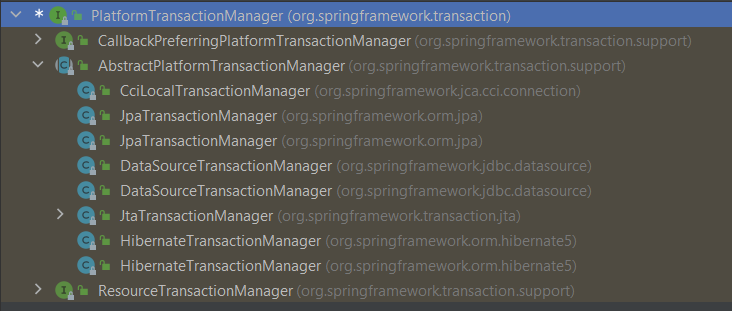 * PlatformTransactionManager (org.springframework.transaction)
CallbackPreferringPlatformTransactionManager (org.springframework.transaction.support)
AbstractPlatformTransactionManager (org.springframework.transaction.support)
CciLocalTransactionManager (org.springframework.jca.cci.connection)
JpaTransactionManager (org.springframework.orm.jpa)
JpaTransactionManager (org.springframework.orm.jpa)
DataSourceTransactionManager (org.springframework.jdbc.datasource)
DataSourceTransactionManager (org.springframework.jdbc.datasource)
JtaTransactionManager (org.springframework.transaction.jta)
HibernateTransactionManager (org.springframework.orm.hibernate5)
HibernateTransactionManager (org.springframework.orm.hibernate5)
ResourceTransactionManager (org.springframework.transaction.support)